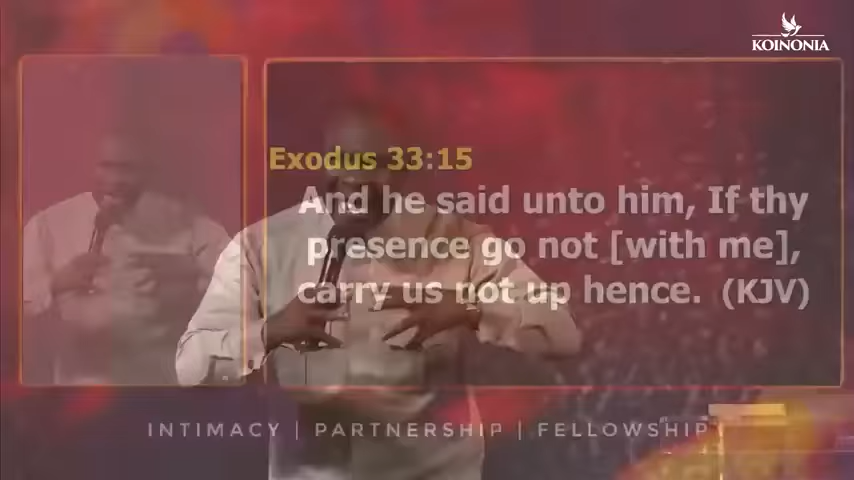 KOINONIA
Exodus 33:15
And he said unto him, If thy
presence go not [with me],
carry us not up hence. (KJV)
INTIMACY | PARTNERSHIP | FELLOWSHIP